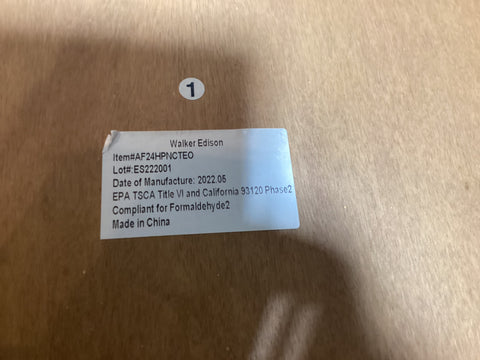 1
Walker Edison
Item#AF24HPNCTEO
Lot#:ES222001
Date of Manufacture: 2022.05
EPA TSCA Title VI and California 93120 Phase2
Compliant for Formaldehyde2
Made in China